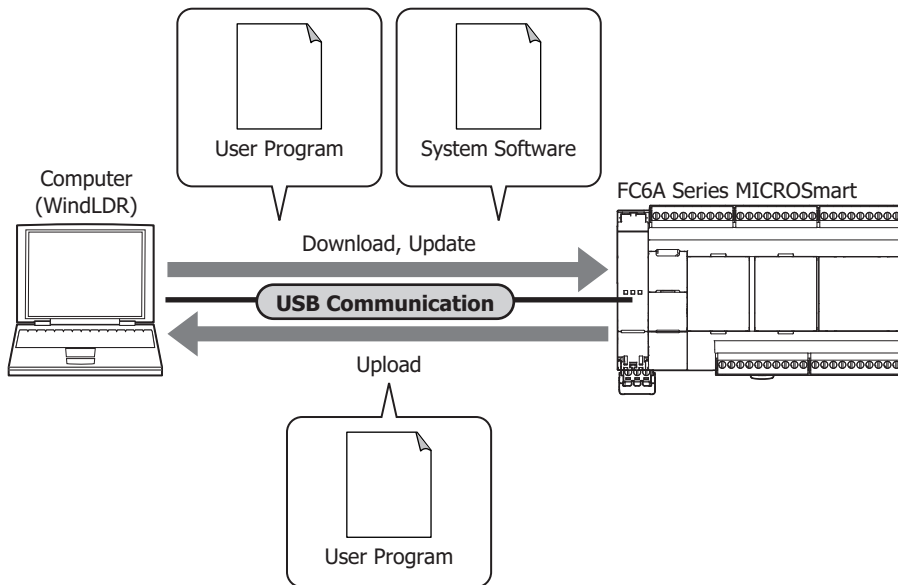 User Program
System Software
Computer
(WindLDR)
FC6A Series MICROSmart
Download, Update
USB Communication
Upload
User Program